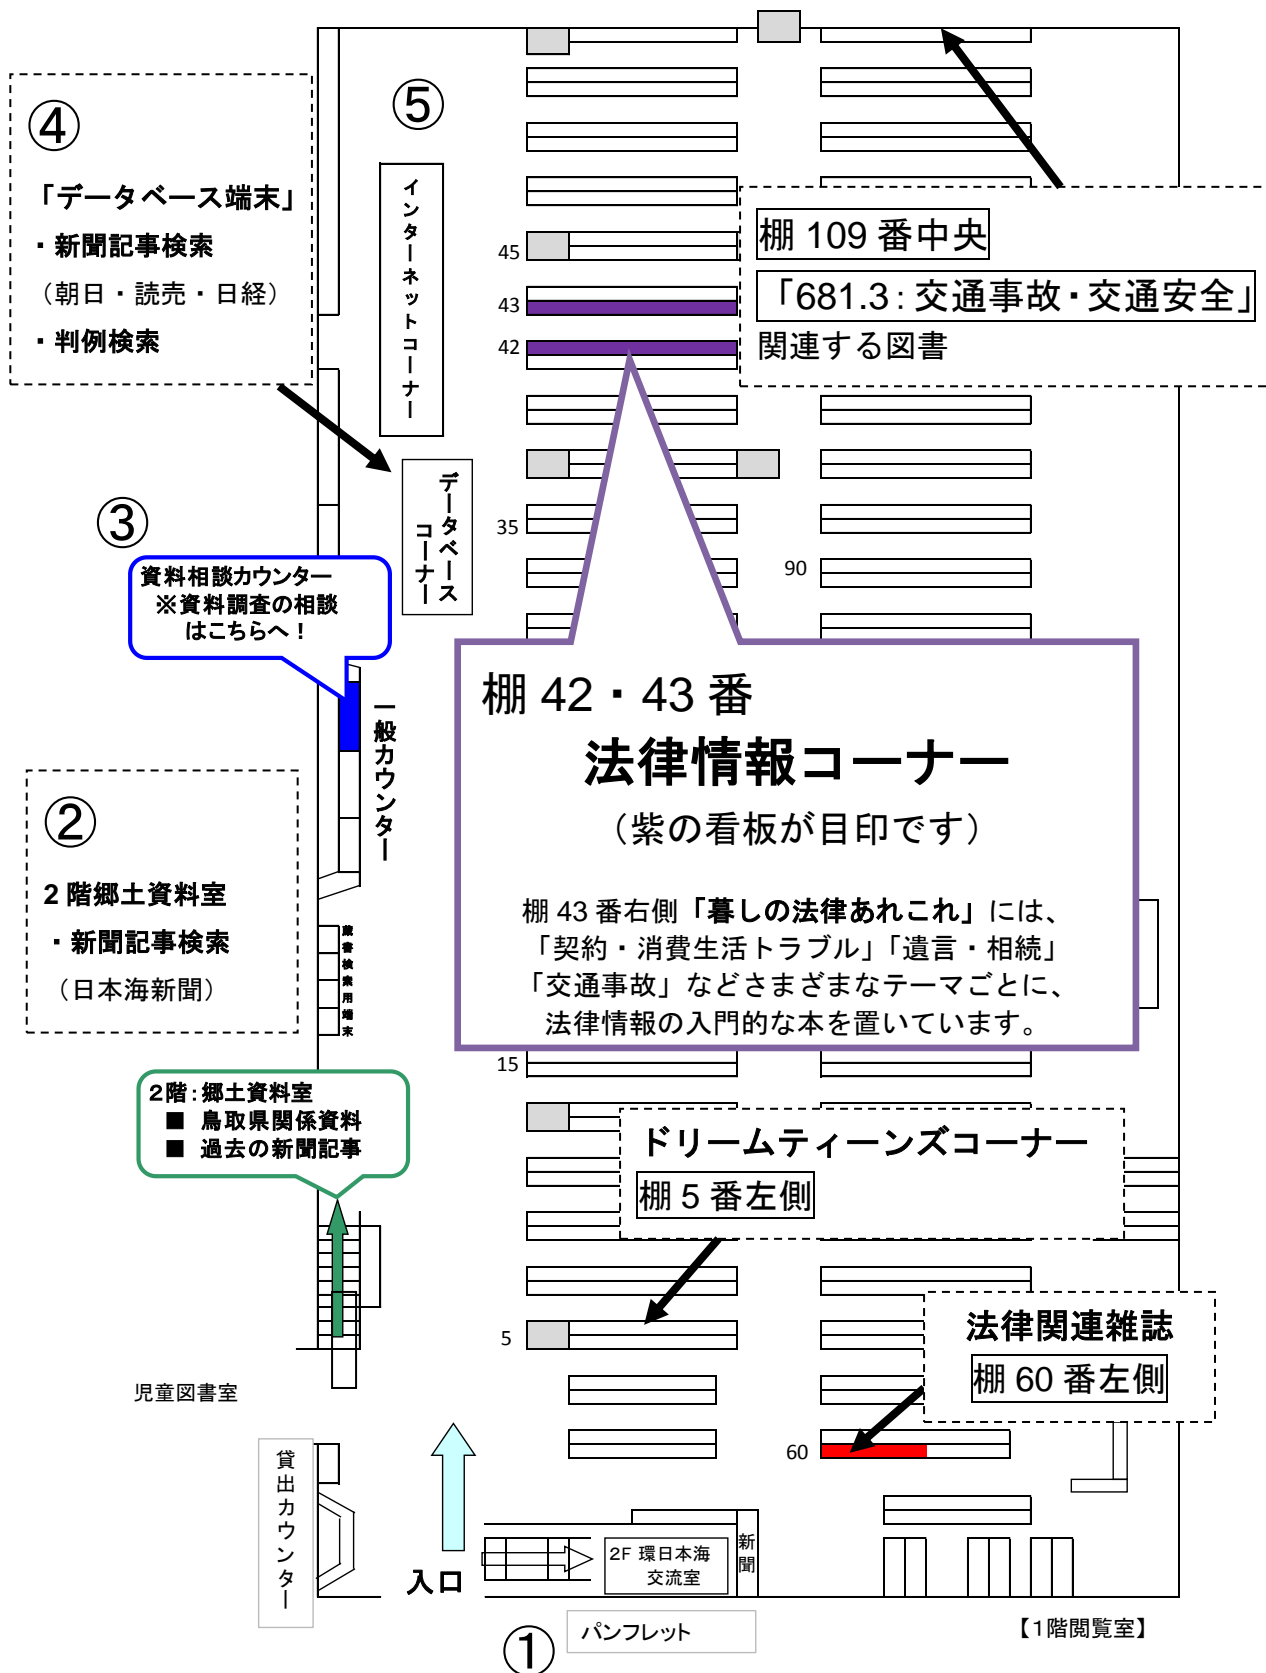 ④
「データベース端末」
・新聞記事検索
（朝日・読売・日経）
・判例検索
⑤
インターネットコーナー
データベース
コーナー
45
43
42
35
90
15
5
60
棚 109 番中央
「681.3：交通事故・交通安全」
関連する図書
③
資料相談カウンター
※資料調査の相談
はこちらへ！
一般カウンター
棚 42・43 番
法律情報コーナー
（紫の看板が目印です）
棚 43 番右側「暮しの法律あれこれ」には、
「契約・消費生活トラブル」「遺言・相続」
「交通事故」などさまざまなテーマごとに、
法律情報の入門的な本を置いています。
②
2 階郷土資料室
・新聞記事検索
（日本海新聞）
蔵書検索用端末
2階：郷土資料室
■ 鳥取県関係資料
■ 過去の新聞記事
ドリームティーンズコーナー
棚 5 番左側
法律関連雑誌
棚 60 番左側
児童図書室
貸出カウンター
入口
2F 環日本海
交流室
新聞
①
パンフレット
【1階閲覧室】